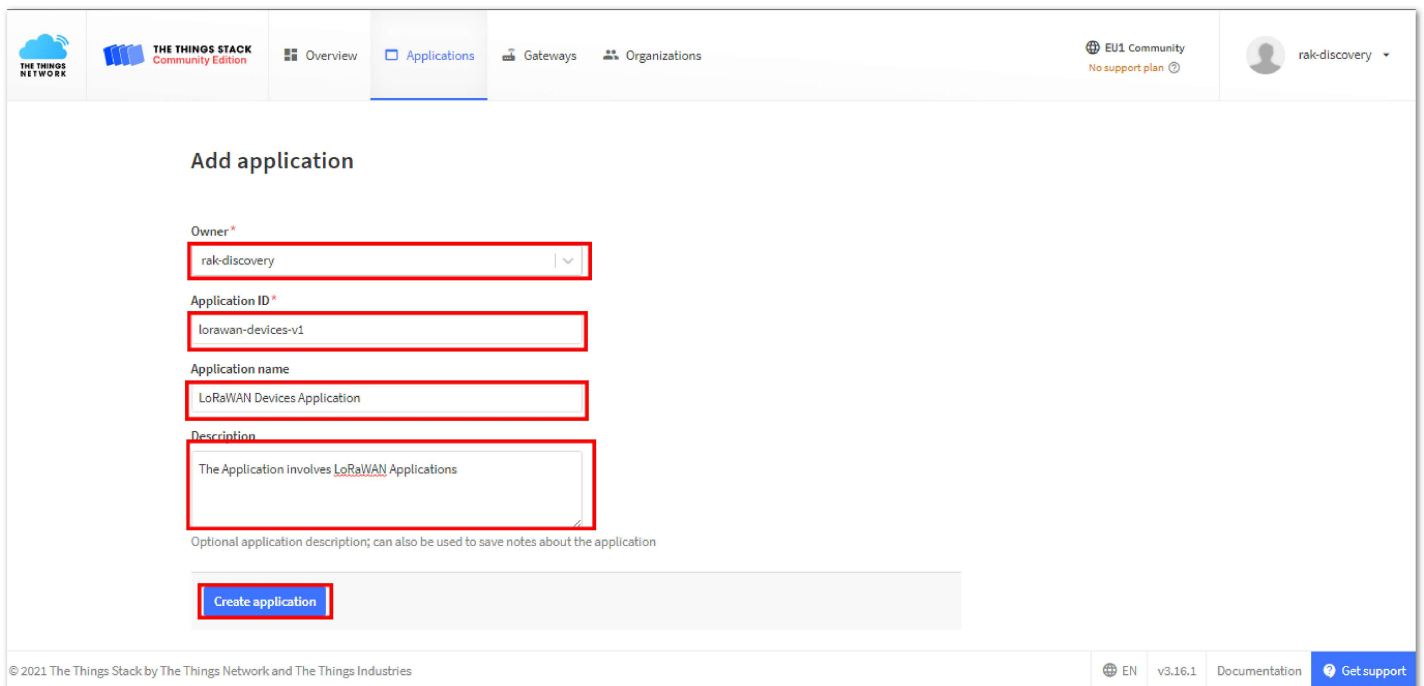 THE THINGS
NETWORK
THE THINGS STACK
Community Edition
Overview
Applications
Gateways
Organizations
EU1 Community
No support plan
rak-discovery
Add application
Owner*
rak-discovery
Application ID*
lorawan-devices-v1
Application name
LoRaWAN Devices Application
Description
The Application involves LoRaWAN Applications
Optional application description; can also be used to save notes about the application
Create application
© 2021 The Things Stack by The Things Network and The Things Industries
EN
v3.16.1
Documentation
Get support